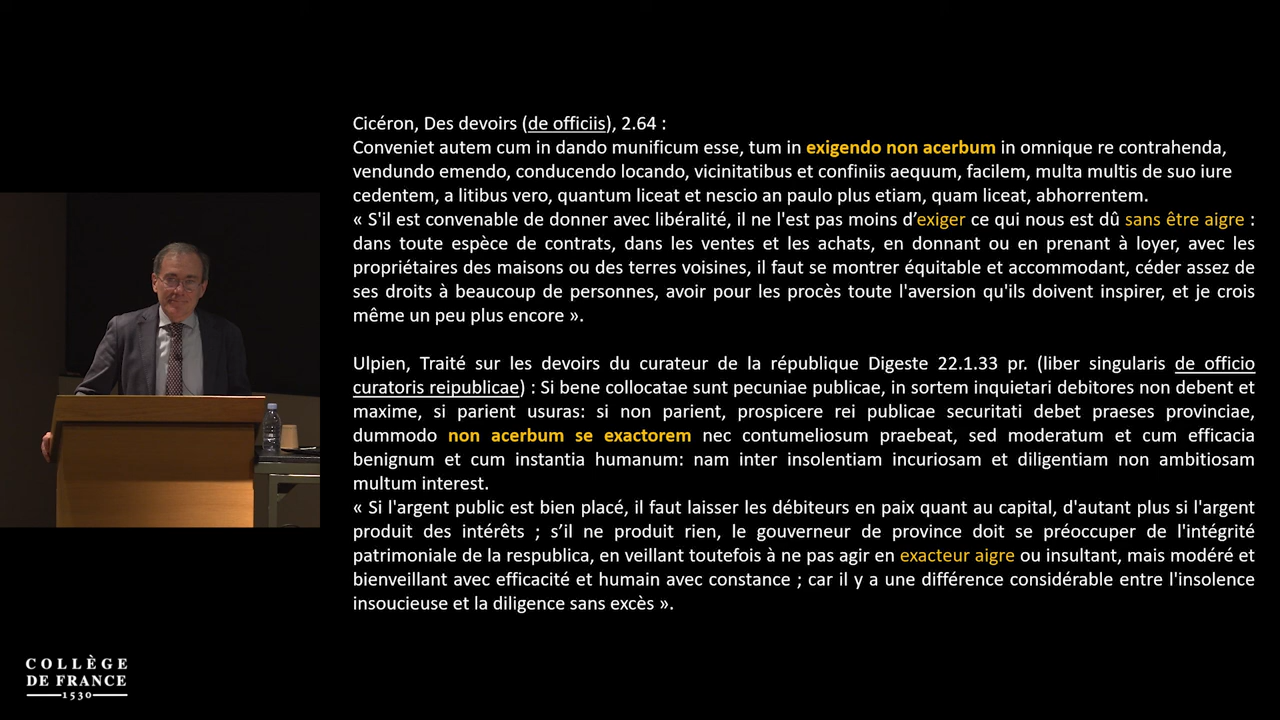 Cicéron, Des devoirs (de officiis), 2.64 :
Conveniet autem cum in dando munificum esse, tum in exigendo non acerbum in omnique re contrahenda,
vendundo emendo, conducendo locando, vicinitatibus et confiniis aequum, facilem, multa multis de suo iure
cedentem, a litibus vero, quantum liceat et nescio an paulo plus etiam, quam liceat, abhorrentem.
« S'il est convenable de donner avec libéralité, il ne l'est pas moins d'exiger ce qui nous est dû sans être aigre :
dans toute espèce de contrats, dans les ventes et les achats, en donnant ou en prenant à loyer, avec les
propriétaires des maisons ou des terres voisines, il faut se montrer équitable et accommodant, céder assez de
ses droits à beaucoup de personnes, avoir pour les procès toute l'aversion qu'ils doivent inspirer, et je crois
même un peu plus encore ».
Ulpien, Traité sur les devoirs du curateur de la république Digeste 22.1.33 pr. (liber singularis de officio
curatoris reipublicae) : Si bene collocatae sunt pecuniae publicae, in sortem inquietari debitores non debent et
maxime, si parient usuras: si non parient, prospicere rei publicae securitati debet praeses provinciae,
dummodo non acerbum se exactorem nec contumeliosum praebeat, sed moderatum et cum efficacia
benignum et cum instantia humanum: nam inter insolentiam incuriosam et diligentiam non ambitiosam
multum interest.
« Si l'argent public est bien placé, il faut laisser les débiteurs en paix quant au capital, d'autant plus si l'argent
produit des intérêts ; s'il ne produit rien, le gouverneur de province doit se préoccuper de l'intégrité
patrimoniale de la respublica, en veillant toutefois à ne pas agir en exacteur aigre ou insultant, mais modéré et
bienveillant avec efficacité et humain avec constance ; car il y a une différence considérable entre l'insolence
insoucieuse et la diligence sans excès ».
COLLÈGE
DE FRANCE
1530